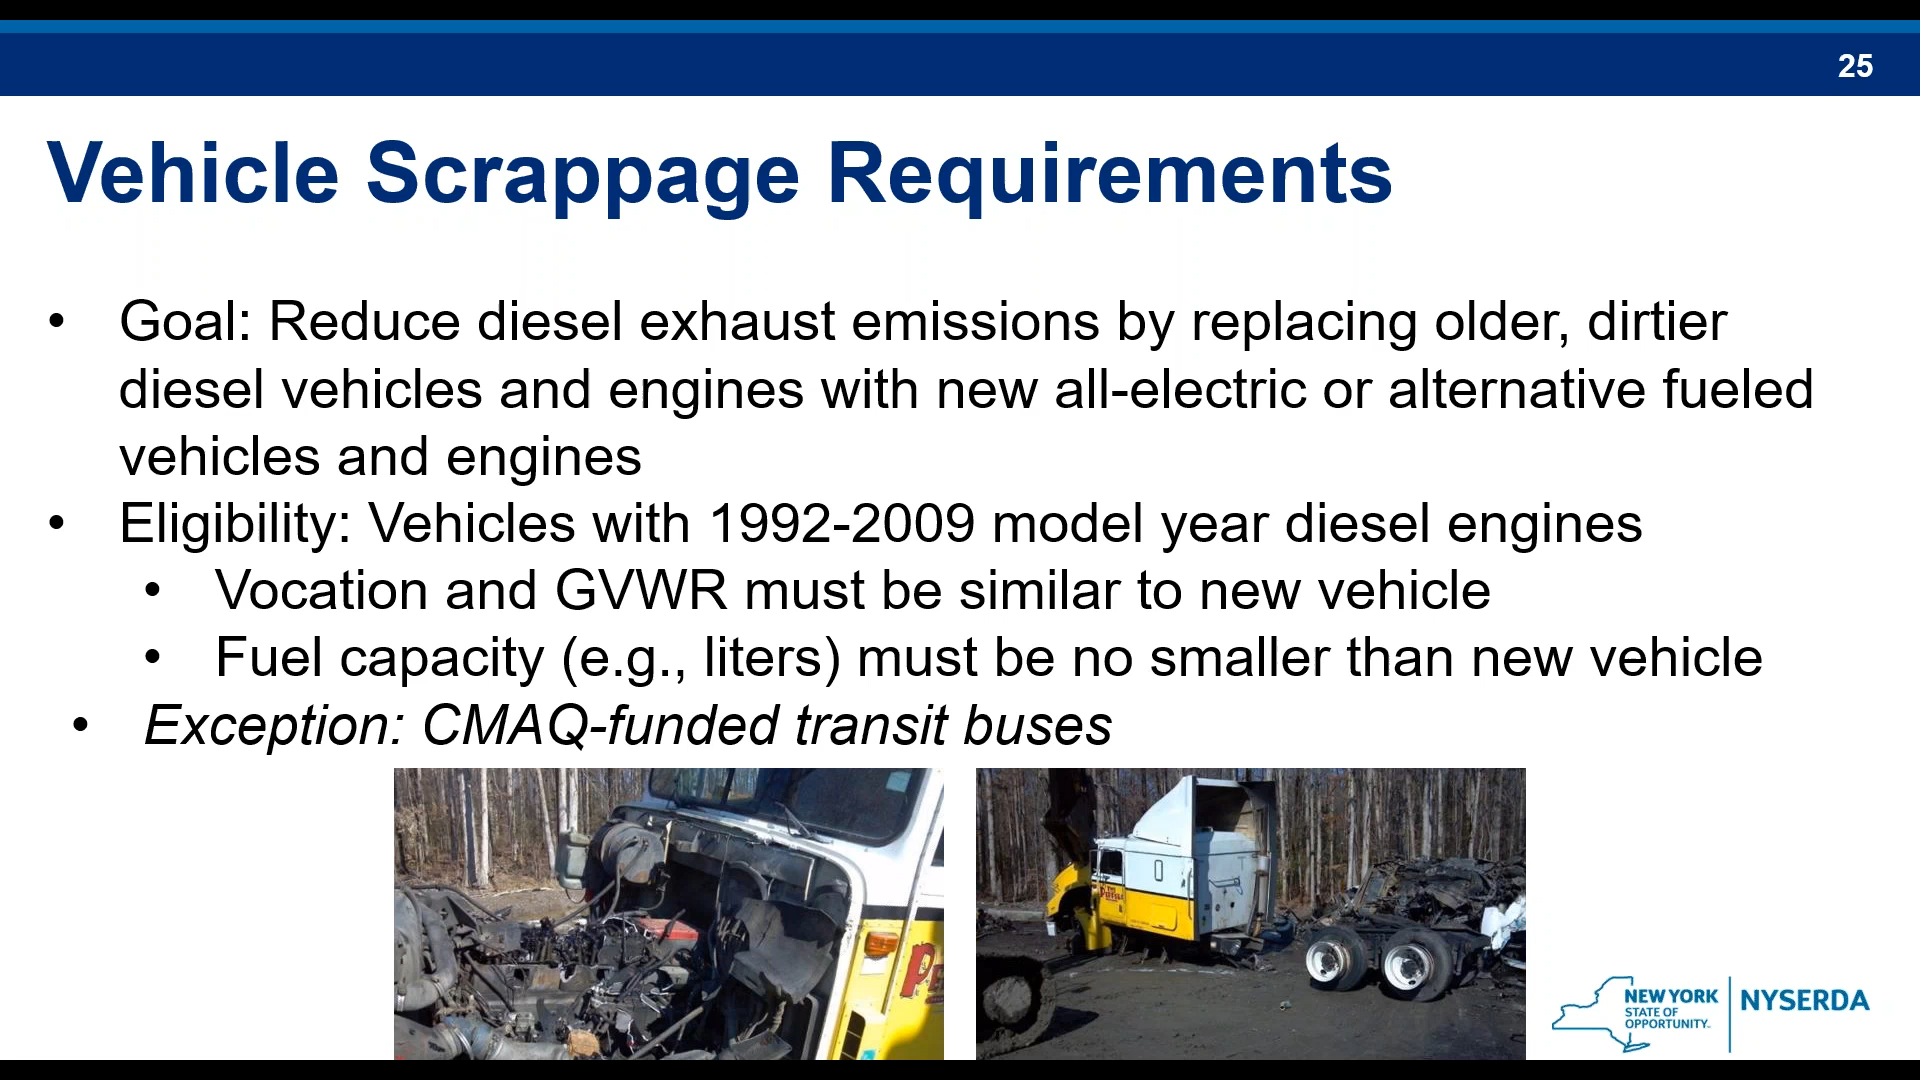 25
Vehicle Scrappage Requirements
• Goal: Reduce diesel exhaust emissions by replacing older, dirtier
diesel vehicles and engines with new all-electric or alternative fueled
vehicles and engines
• Eligibility: Vehicles with 1992-2009 model year diesel engines
• Vocation and GVWR must be similar to new vehicle
• Fuel capacity (e.g., liters) must be no smaller than new vehicle
• Exception: CMAQ-funded transit buses
NEW YORK
STATE OF
OPPORTUNITY.
NYSERDA